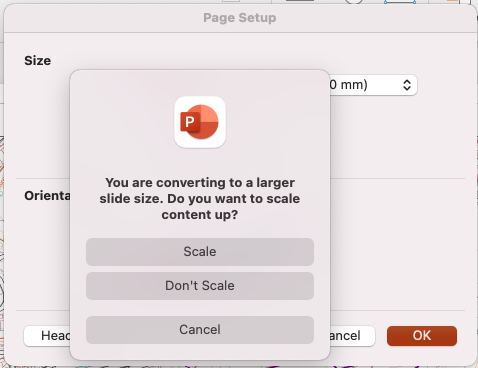 Page Setup
Size
0 mm)
P
You are converting to a larger
slide size. Do you want to scale
content up?
Orienta
Scale
Don't Scale
Cancel
Head
ancel
OK